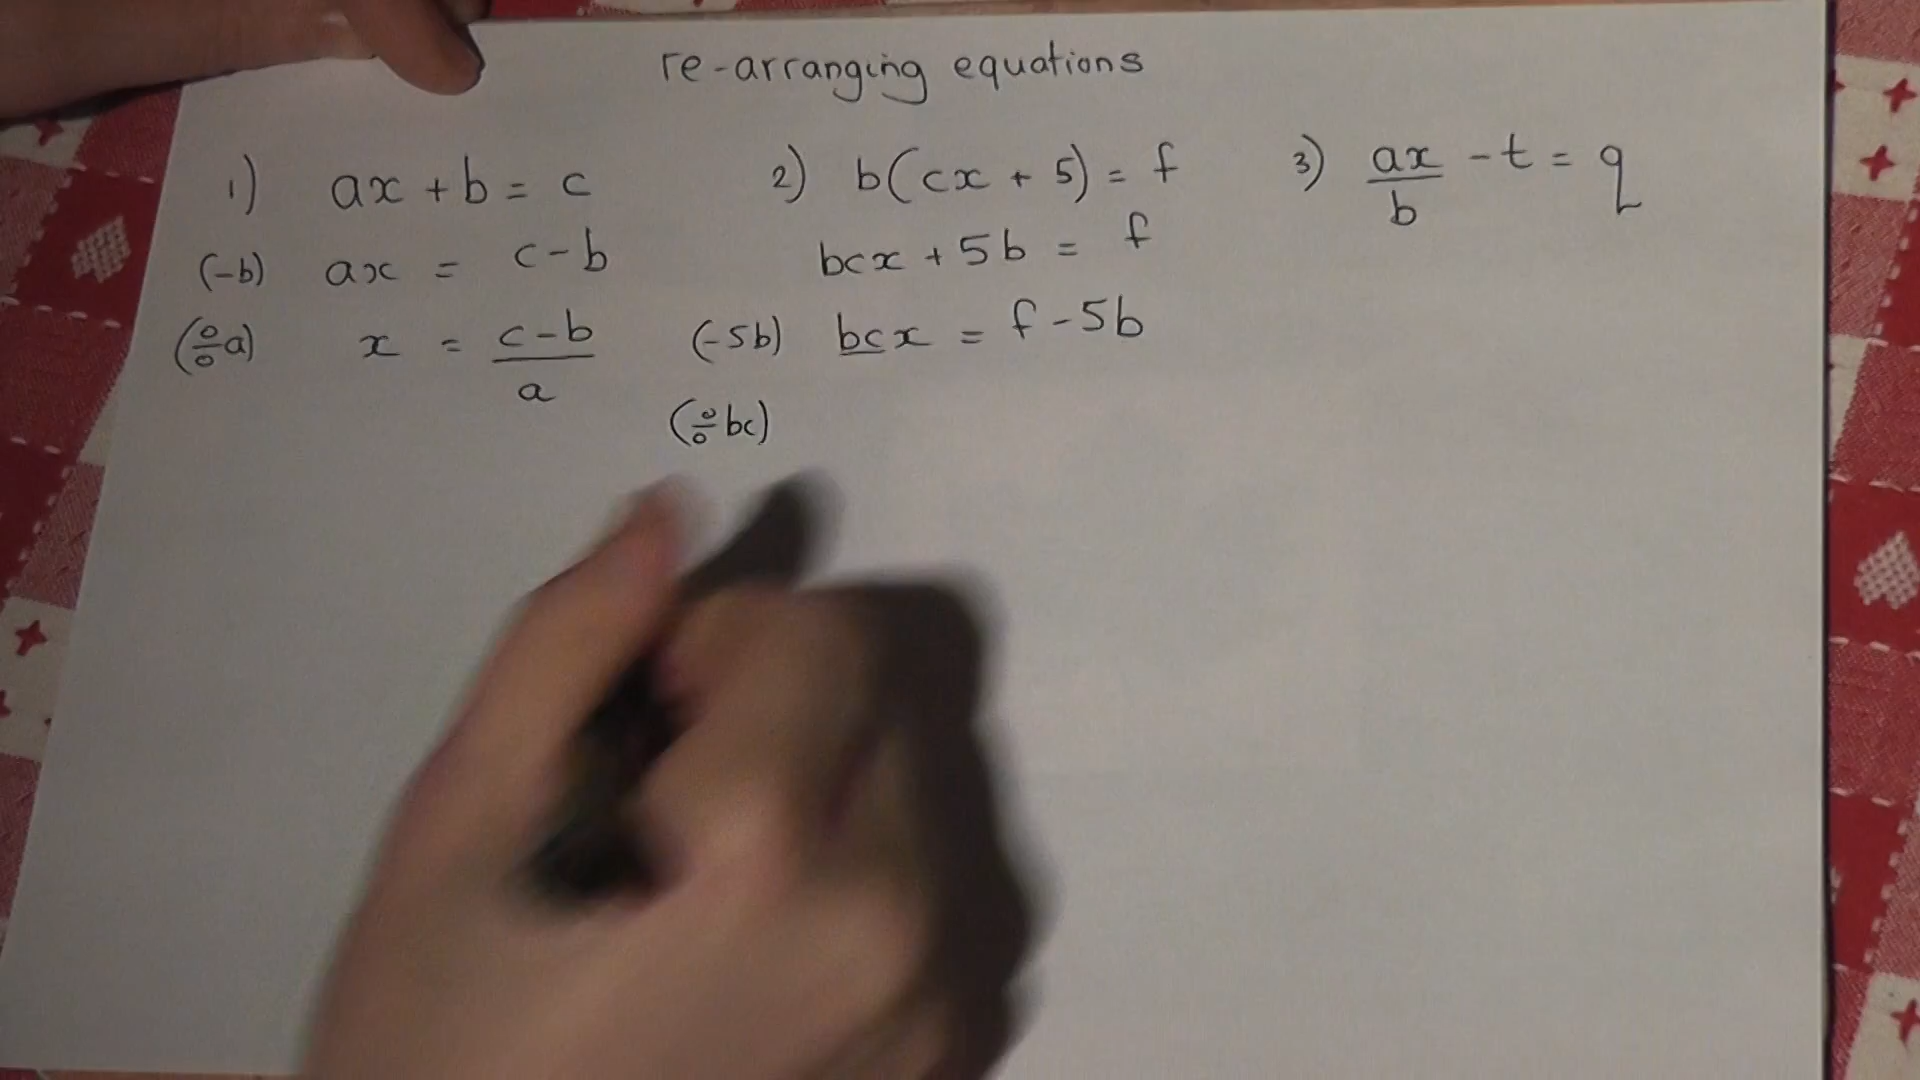 re-arranging equations
1) ax + b = c
(-b) ax = c - b
(÷a) x = c - b
a
2) b(cx + 5) = f
bcx + 5b = f
(-5b) bcx = f - 5b
(÷bc)
3) ax - t = q
b